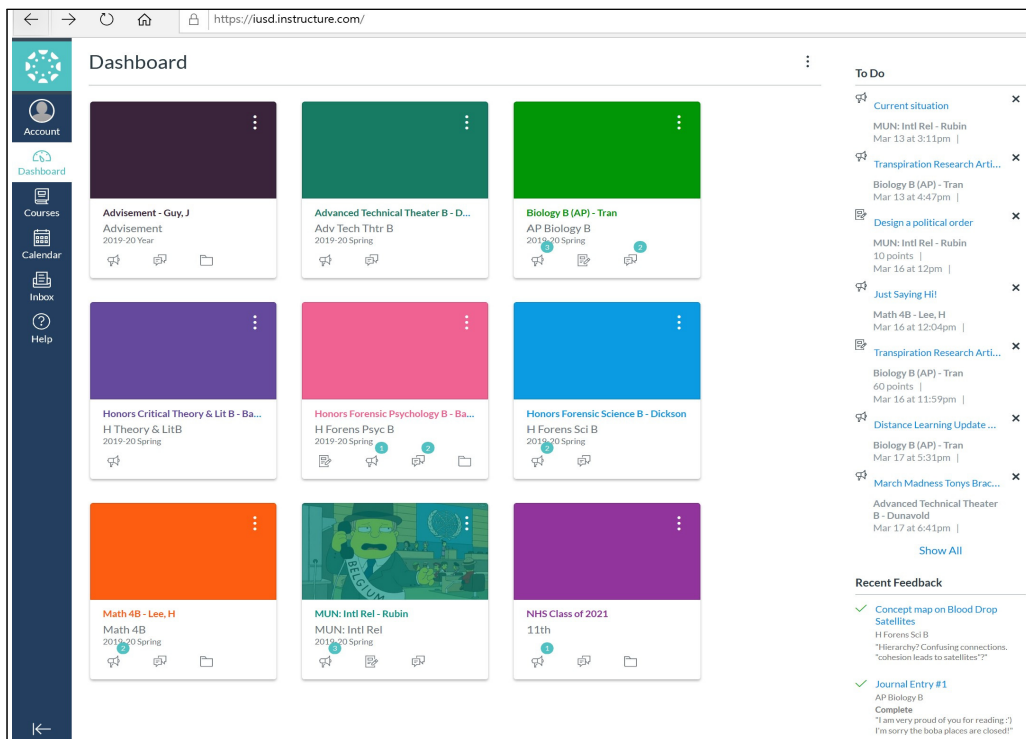 https://iusd.instructure.com/
Account
Dashboard
Courses
Calendar
Inbox
Help
Dashboard
Advisement - Guy, J
Advisement
2019-20 Year
Advanced Technical Theater B - D...
Adv Tech Thtr B
2019-20 Spring
Biology B (AP) - Tran
AP Biology B
2019-20 Spring
3
2
Honors Critical Theory & Lit B - Ba...
H Theory & LitB
2019-20 Spring
Honors Forensic Psychology B - Ba...
H Forens Psyc B
2019-20 Spring
1
2
Honors Forensic Science B - Dickson
H Forens Sci B
2019-20 Spring
2
Math 4B - Lee, H
Math 4B
2019-20 Spring
2
BELGIUM
MUN: Intl Rel - Rubin
MUN: Intl Rel
2019-20 Spring
3
NHS Class of 2021
11th
1
To Do
Current situation
MUN: Intl Rel - Rubin
Mar 13 at 3:11pm |
Transpiration Research Arti...
Biology B (AP) - Tran
Mar 13 at 4:47pm |
Design a political order
MUN: Intl Rel - Rubin
10 points |
Mar 16 at 12pm |
Just Saying Hi!
Math 4B - Lee, H
Mar 16 at 12:04pm |
Transpiration Research Arti...
Biology B (AP) - Tran
60 points |
Mar 16 at 11:59pm |
Distance Learning Update ...
Biology B (AP) - Tran
Mar 17 at 5:31pm |
March Madness Tonys Brac...
Advanced Technical Theater
B - Dunavold
Mar 17 at 6:41pm |
Show All
Recent Feedback
Concept map on Blood Drop
Satellites
H Forens Sci B
"Hierarchy? Confusing connections.
"cohesion leads to satellites"?"
Journal Entry #1
AP Biology B
Complete
"I am very proud of you for reading :')
I'm sorry the boba places are closed!"